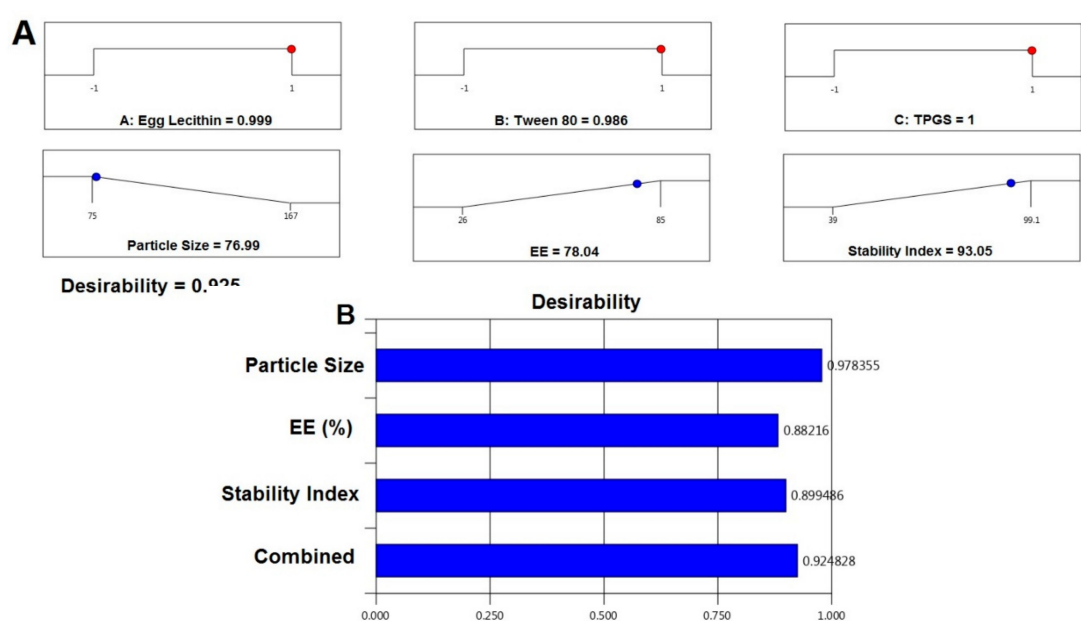 A
-1 1
A: Egg Lecithin = 0.999
-1 1
B: Tween 80 = 0.986
-1 1
C: TPGS = 1
75 167
Particle Size = 76.99
26 85
EE = 78.04
39 99.1
Stability Index = 93.05
Desirability = 0.925
B
Desirability
Particle Size 0.978355
EE (%) 0.88216
Stability Index 0.899486
Combined 0.924828
0.000 0.250 0.500 0.750 1.000